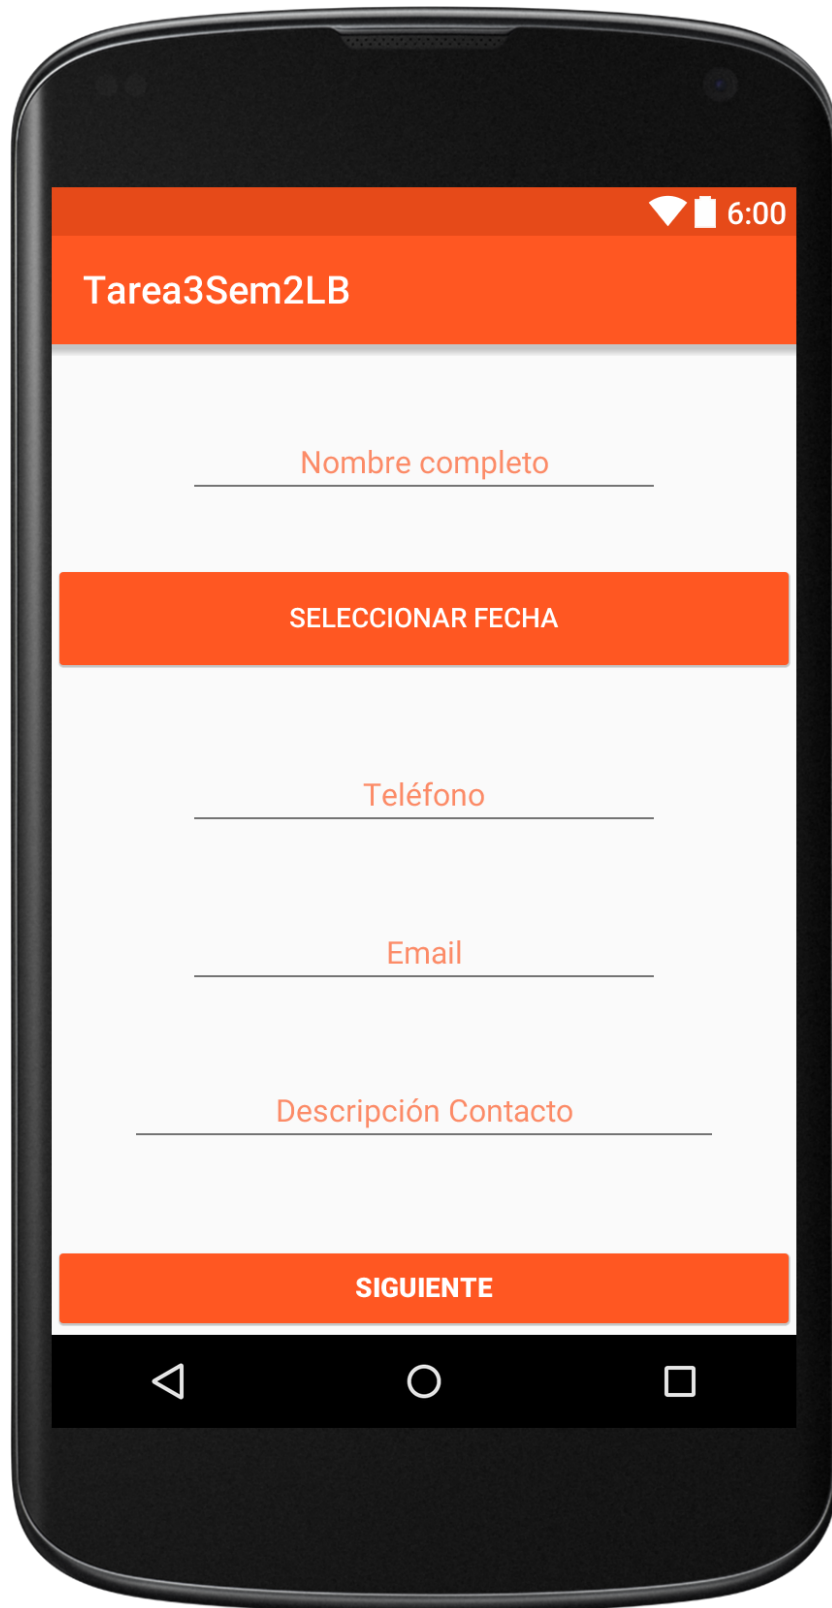 6:00
Tarea3Sem2LB
Nombre completo
SELECCIONAR FECHA
Teléfono
Email
Descripción Contacto
SIGUIENTE